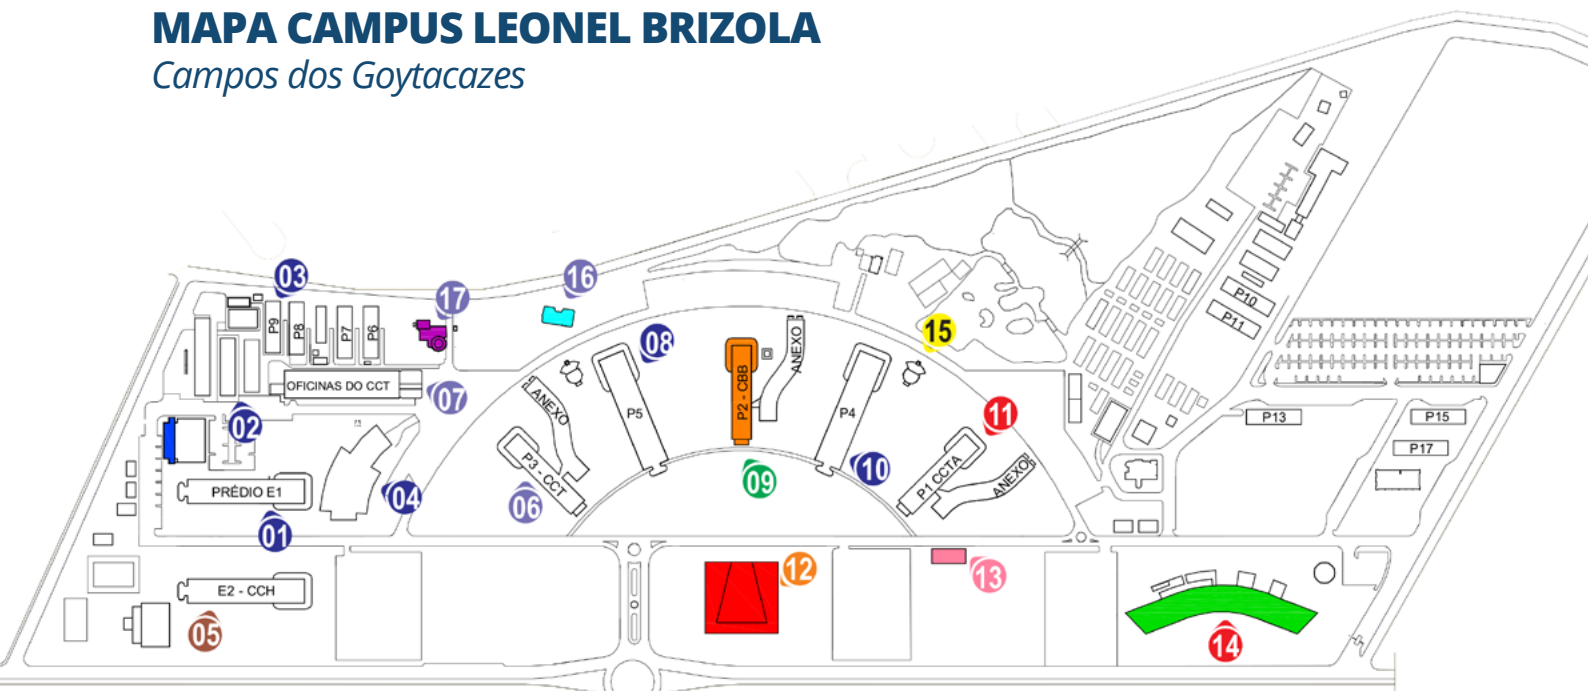 MAPA CAMPUS LEONEL BRIZOLA
Campos dos Goytacazes
03
17
16
P9
P8
P7
P6
OFICINAS DO CCT
07
02
04
PRÉDIO E1
01
E2 - CCH
05
08
ANEXO
P5
P3 - CCT
06
P2 - CBB
ANEXO
09
P4
10
15
11
P1 CCTA
ANEXO
12
13
14
P10
P11
P13
P15
P17